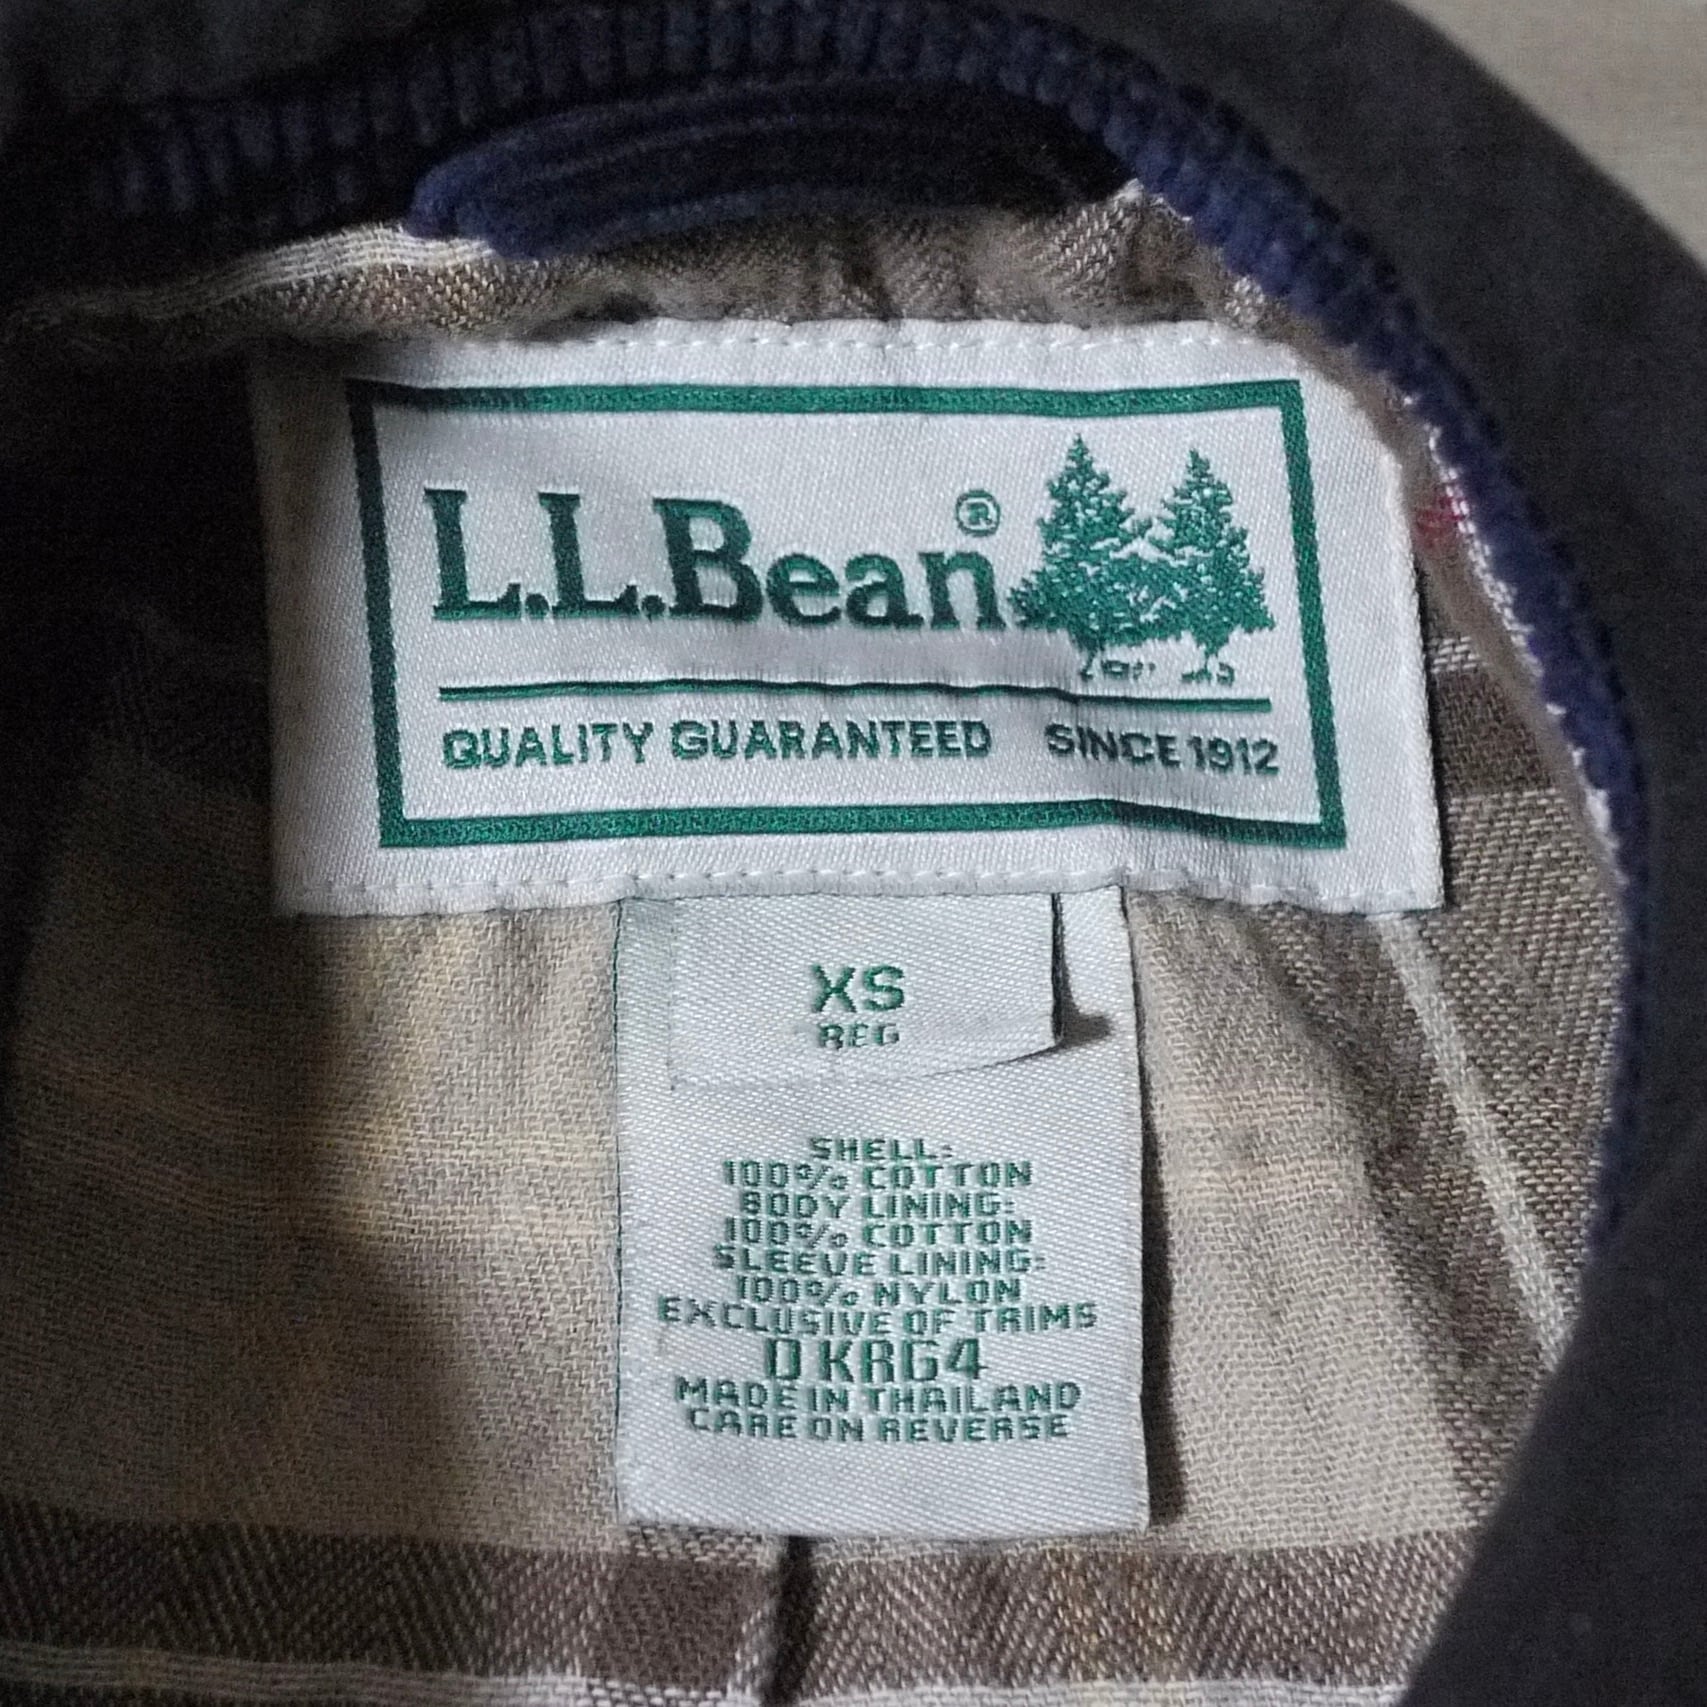 L.L.Bean®
QUALITY GUARANTEED SINCE 1912
XS
REG
SHELL:
100% COTTON
BODY LINING:
100% COTTON
SLEEVE LINING:
100% NYLON
EXCLUSIVE OF TRIMS
0 KRG4
MADE IN THAILAND
CARE ON REVERSE